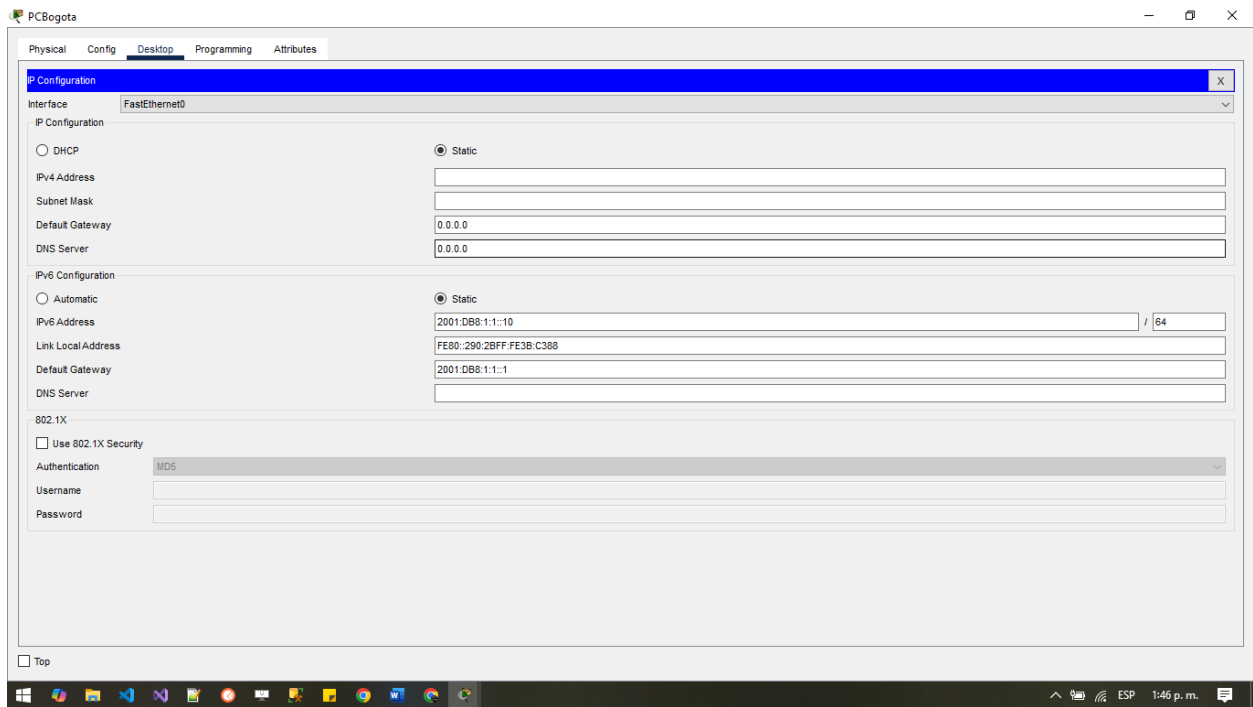 PCBogota
Physical Config Desktop Programming Attributes
IP Configuration X
Interface FastEthernet0
IP Configuration
DHCP Static
IPv4 Address
Subnet Mask
Default Gateway 0.0.0.0
DNS Server 0.0.0.0
IPv6 Configuration
Automatic Static
IPv6 Address 2001:DB8:1:1::10 / 64
Link Local Address FE80::290:2BFF:FE3B:C388
Default Gateway 2001:DB8:1:1::1
DNS Server
802.1X
Use 802.1X Security
Authentication MD5
Username
Password
Top
ESP 1:46 p. m.